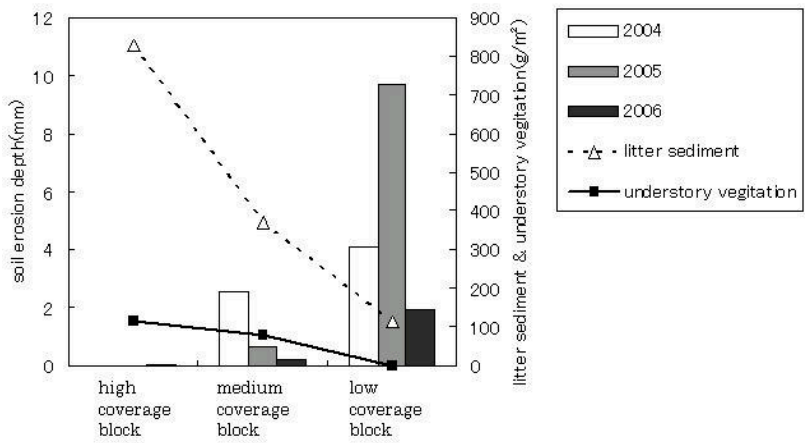 12
10
8
6
4
2
0
soil erosion depth(mm)
900
800
700
600
500
400
300
200
100
0
litter sediment & understory vegitation(g/m²)
high
coverage
block
medium
coverage
block
low
coverage
block
2004
2005
2006
litter sediment
understory vegitation